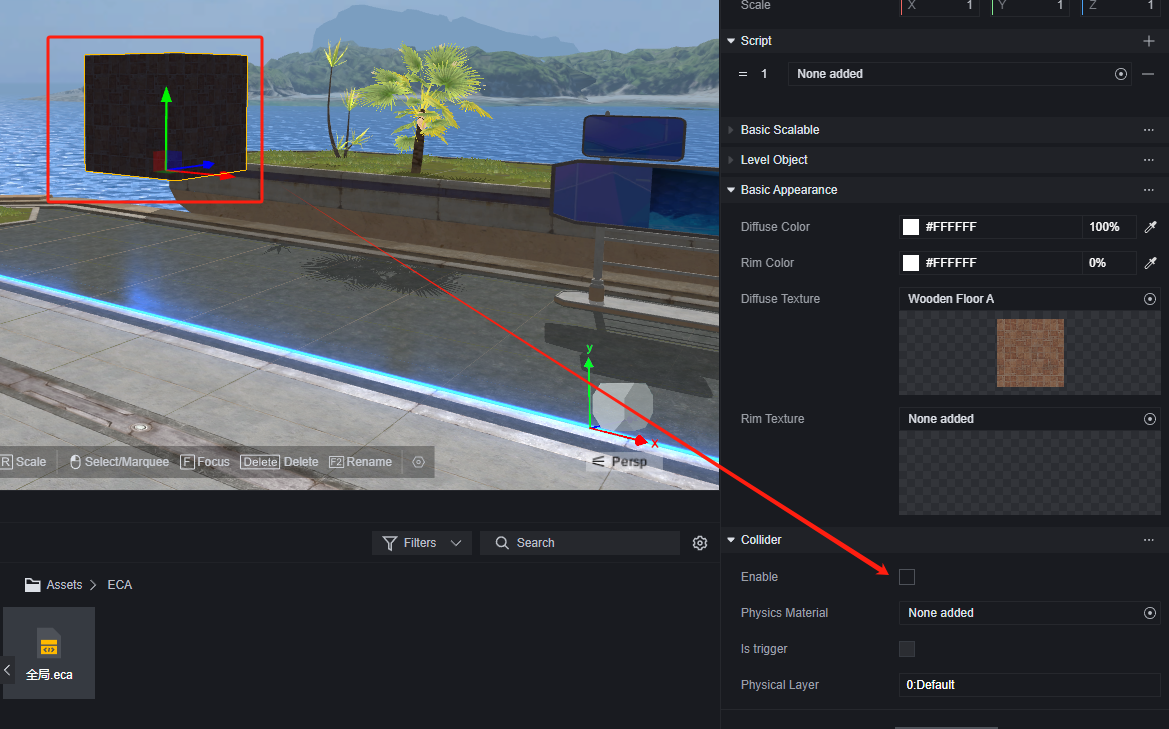 Scale X 1 Y 1 Z 1
Script
= 1 None added
Basic Scalable
Level Object
Basic Appearance
Diffuse Color #FFFFFF 100%
Rim Color #FFFFFF 0%
Diffuse Texture Wooden Floor A
Rim Texture None added
Collider
Enable
Physics Material None added
Is trigger
Physical Layer 0:Default
y
x
Persp
R Scale Select/Marquee F Focus Delete Delete F2 Rename
Filters Search
Assets > ECA
全局.eca